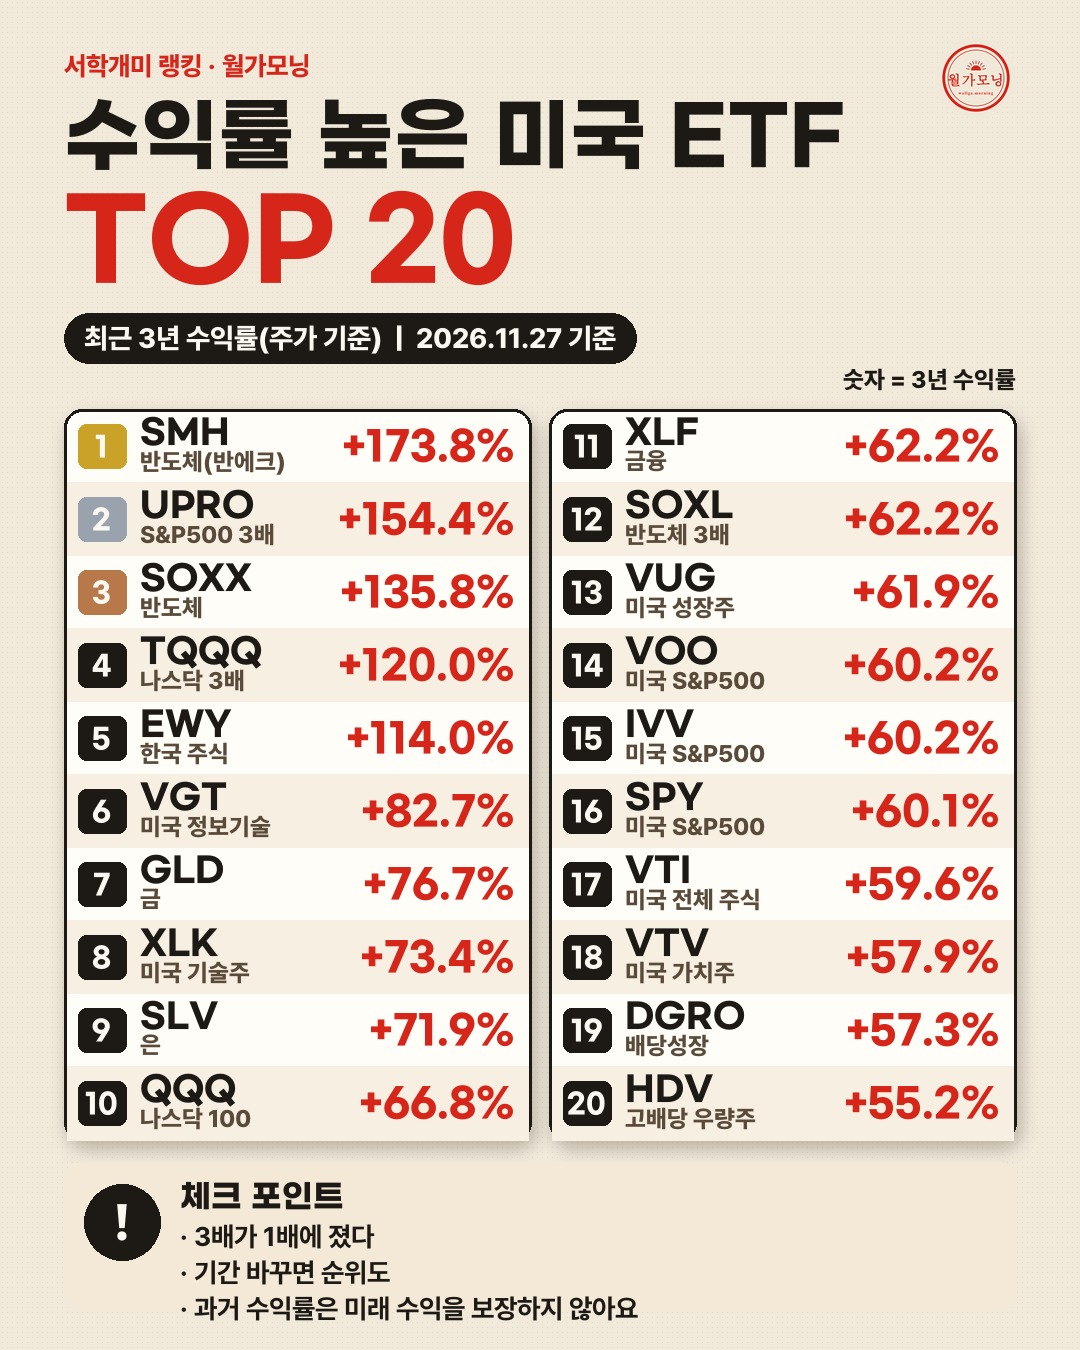 서학개미 랭킹 · 월가모닝
월가모닝
수익률 높은 미국 ETF
TOP 20
최근 3년 수익률(주가 기준) | 2026.11.27 기준
숫자 = 3년 수익률
1 SMH +173.8%
반도체(반에크)
2 UPRO +154.4%
S&P500 3배
3 SOXX +135.8%
반도체
4 TQQQ +120.0%
나스닥 3배
5 EWY +114.0%
한국 주식
6 VGT +82.7%
미국 정보기술
7 GLD +76.7%
금
8 XLK +73.4%
미국 기술주
9 SLV +71.9%
은
10 QQQ +66.8%
나스닥 100
11 XLF +62.2%
금융
12 SOXL +62.2%
반도체 3배
13 VUG +61.9%
미국 성장주
14 VOO +60.2%
미국 S&P500
15 IVV +60.2%
미국 S&P500
16 SPY +60.1%
미국 S&P500
17 VTI +59.6%
미국 전체 주식
18 VTV +57.9%
미국 가치주
19 DGRO +57.3%
배당성장
20 HDV +55.2%
고배당 우량주
! 체크 포인트
· 3배가 1배에 졌다
· 기간 바꾸면 순위도
· 과거 수익률은 미래 수익을 보장하지 않아요